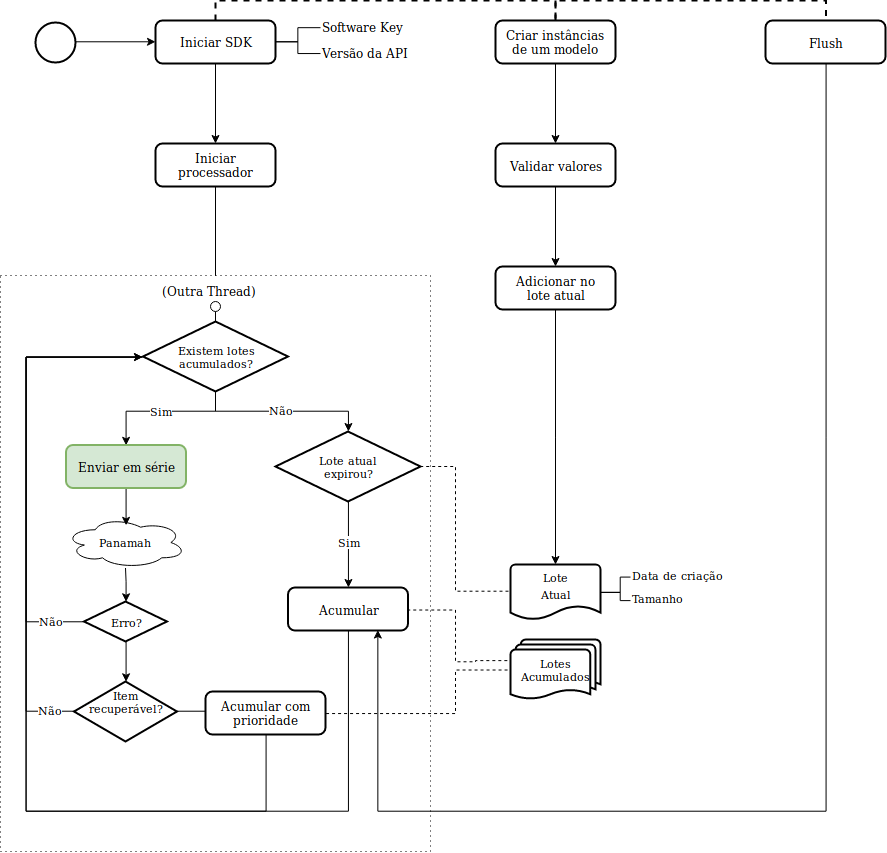 Iniciar SDK
Software Key
Versão da API
Criar instâncias
de um modelo
Flush
Iniciar
processador
Validar valores
Adicionar no
lote atual
(Outra Thread)
Existem lotes
acumulados?
Sim
Não
Enviar em série
Lote atual
expirou?
Panamah
Sim
Erro?
Não
Acumular
Lote
Atual
Data de criação
Tamanho
Lotes
Acumulados
Item
recuperável?
Não
Acumular com
prioridade